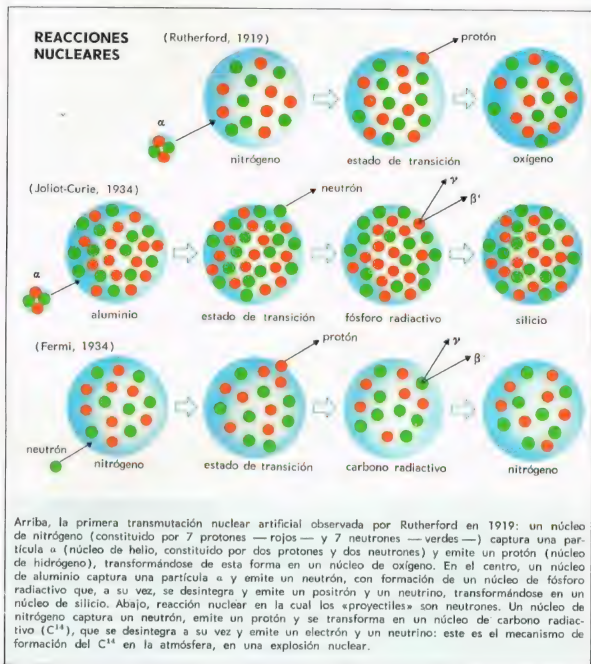 REACCIONES
NUCLEARES
(Rutherford, 1919)
protón
α
nitrógeno
estado de transición
oxígeno
(Joliot-Curie, 1934)
neutrón
γ
β⁺
α
aluminio
estado de transición
fósforo radiactivo
silicio
(Fermi, 1934)
protón
γ
β⁻
neutrón
nitrógeno
estado de transición
carbono radiactivo
nitrógeno
Arriba, la primera transmutación nuclear artificial observada por Rutherford en 1919: un núcleo
de nitrógeno (constituido por 7 protones — rojos — y 7 neutrones — verdes —) captura una par-
tícula α (núcleo de helio, constituido por dos protones y dos neutrones) y emite un protón (núcleo
de hidrógeno), transformándose de esta forma en un núcleo de oxígeno. En el centro, un núcleo
de aluminio captura una partícula α y emite un neutrón, con formación de un núcleo de fósforo
radiactivo que, a su vez, se desintegra y emite un positrón y un neutrino, transformándose en un
núcleo de silicio. Abajo, reacción nuclear en la cual los «proyectiles» son neutrones. Un núcleo de
nitrógeno captura un neutrón, emite un protón y se transforma en un núcleo de carbono radiac-
tivo (C¹⁴), que se desintegra a su vez y emite un electrón y un neutrino: este es el mecanismo de
formación del C¹⁴ en la atmósfera, en una explosión nuclear.